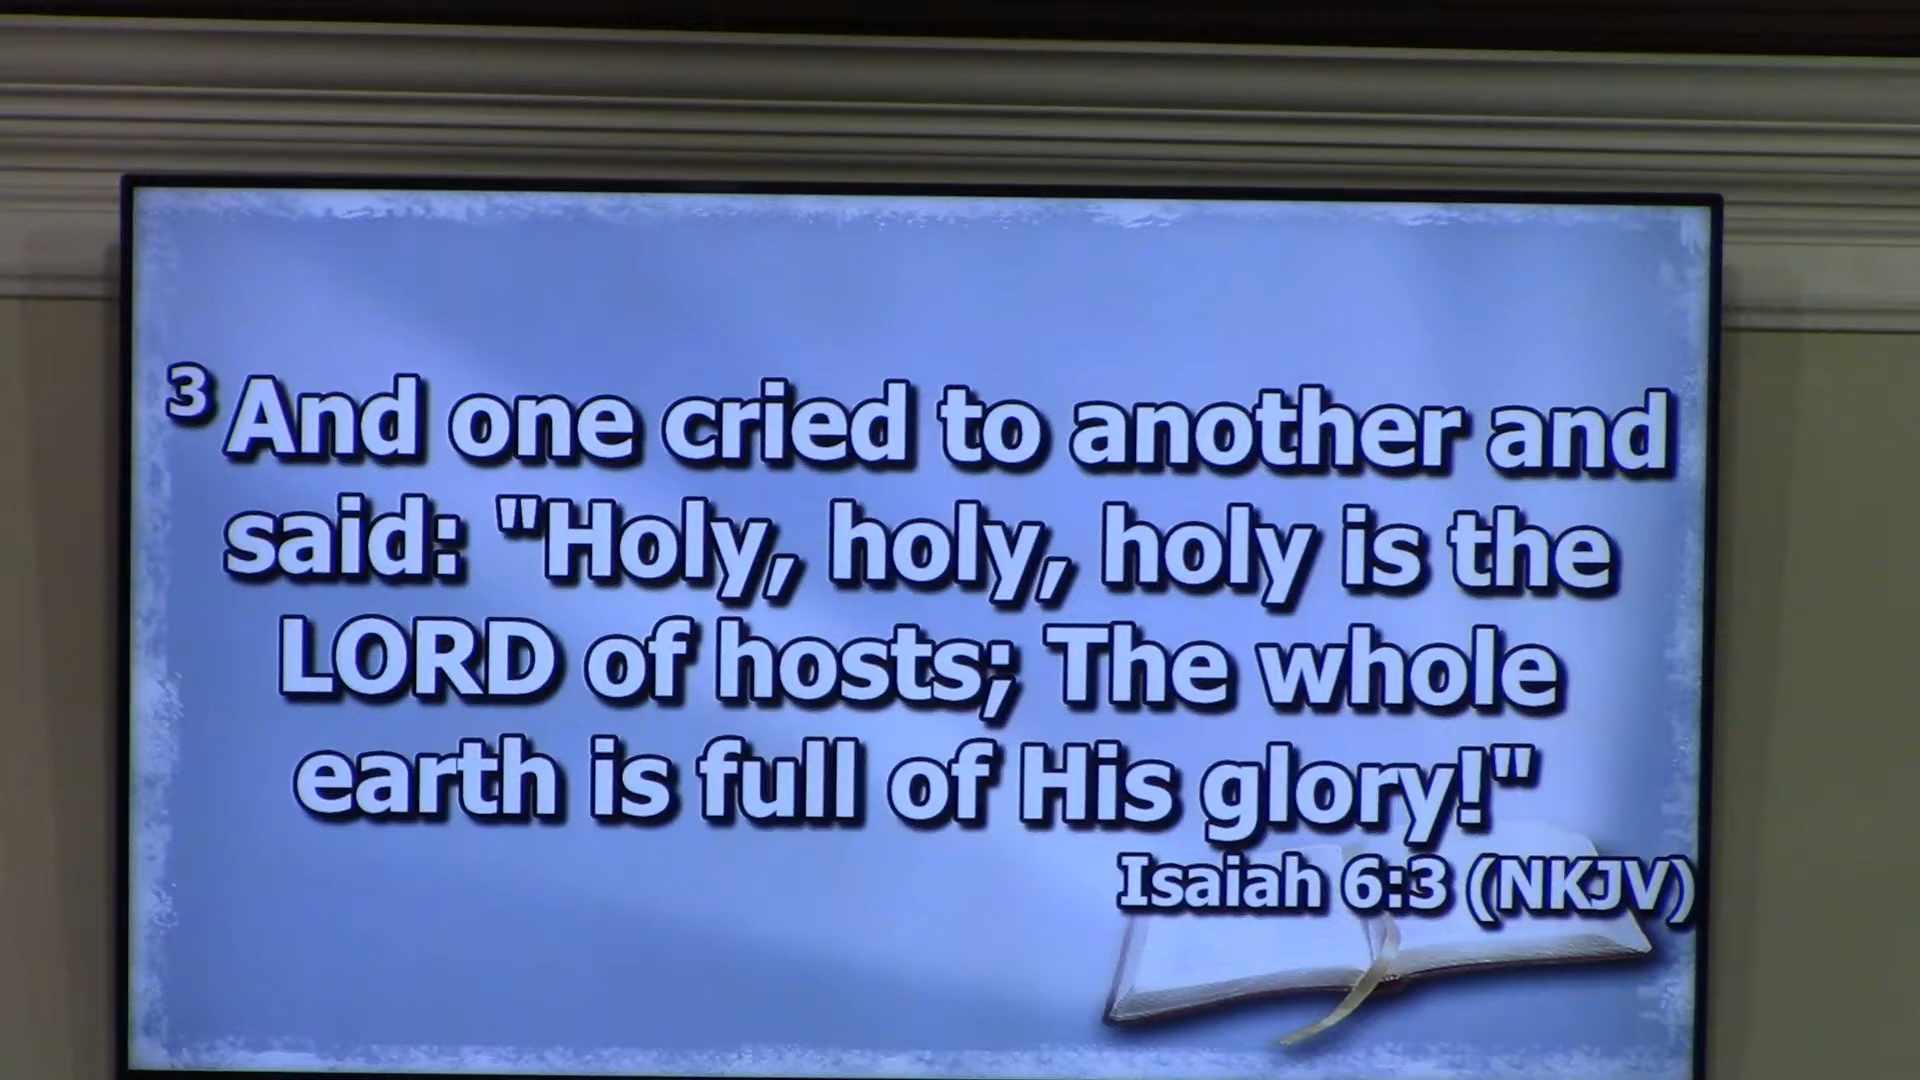 3 And one cried to another and
said: "Holy, holy, holy is the
LORD of hosts; The whole
earth is full of His glory!"
Isaiah 6:3 (NKJV)